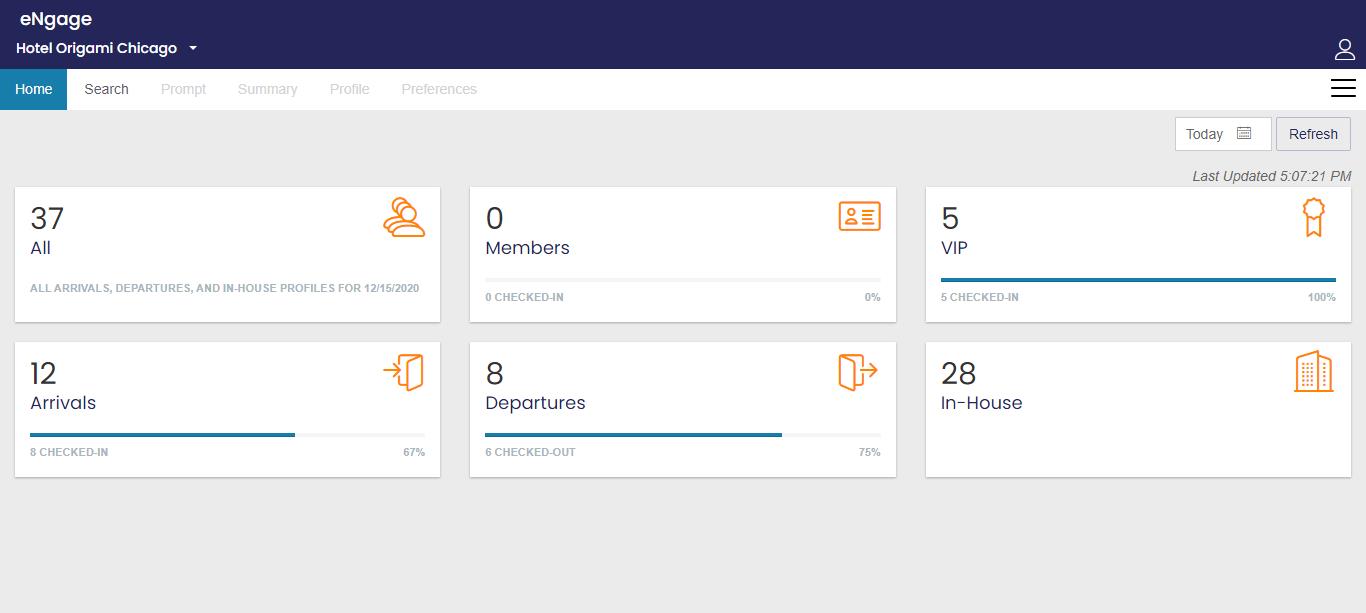 eNgage
Hotel Origami Chicago
Home Search Prompt Summary Profile Preferences
Today Refresh
Last Updated 5:07:21 PM
37
All
ALL ARRIVALS, DEPARTURES, AND IN-HOUSE PROFILES FOR 12/15/2020
0
Members
0 CHECKED-IN 0%
5
VIP
5 CHECKED-IN 100%
12
Arrivals
8 CHECKED-IN 67%
8
Departures
6 CHECKED-OUT 75%
28
In-House